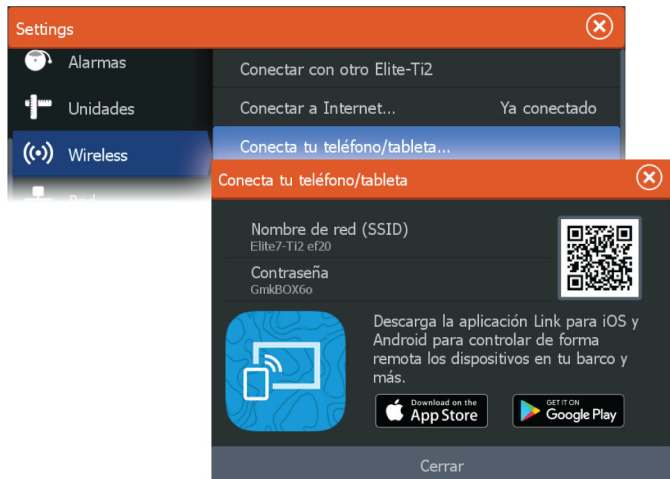 Settings
Alarmas
Unidades
Wireless
Conectar con otro Elite-Ti2
Conectar a Internet... Ya conectado
Conecta tu teléfono/tableta...
Conecta tu teléfono/tableta
Nombre de red (SSID)
Elite7-Ti2 ef20
Contraseña
GmkBOX6o
Descarga la aplicación Link para iOS y
Android para controlar de forma
remota los dispositivos en tu barco y
más.
Download on the
App Store
GET IT ON
Google Play
Cerrar